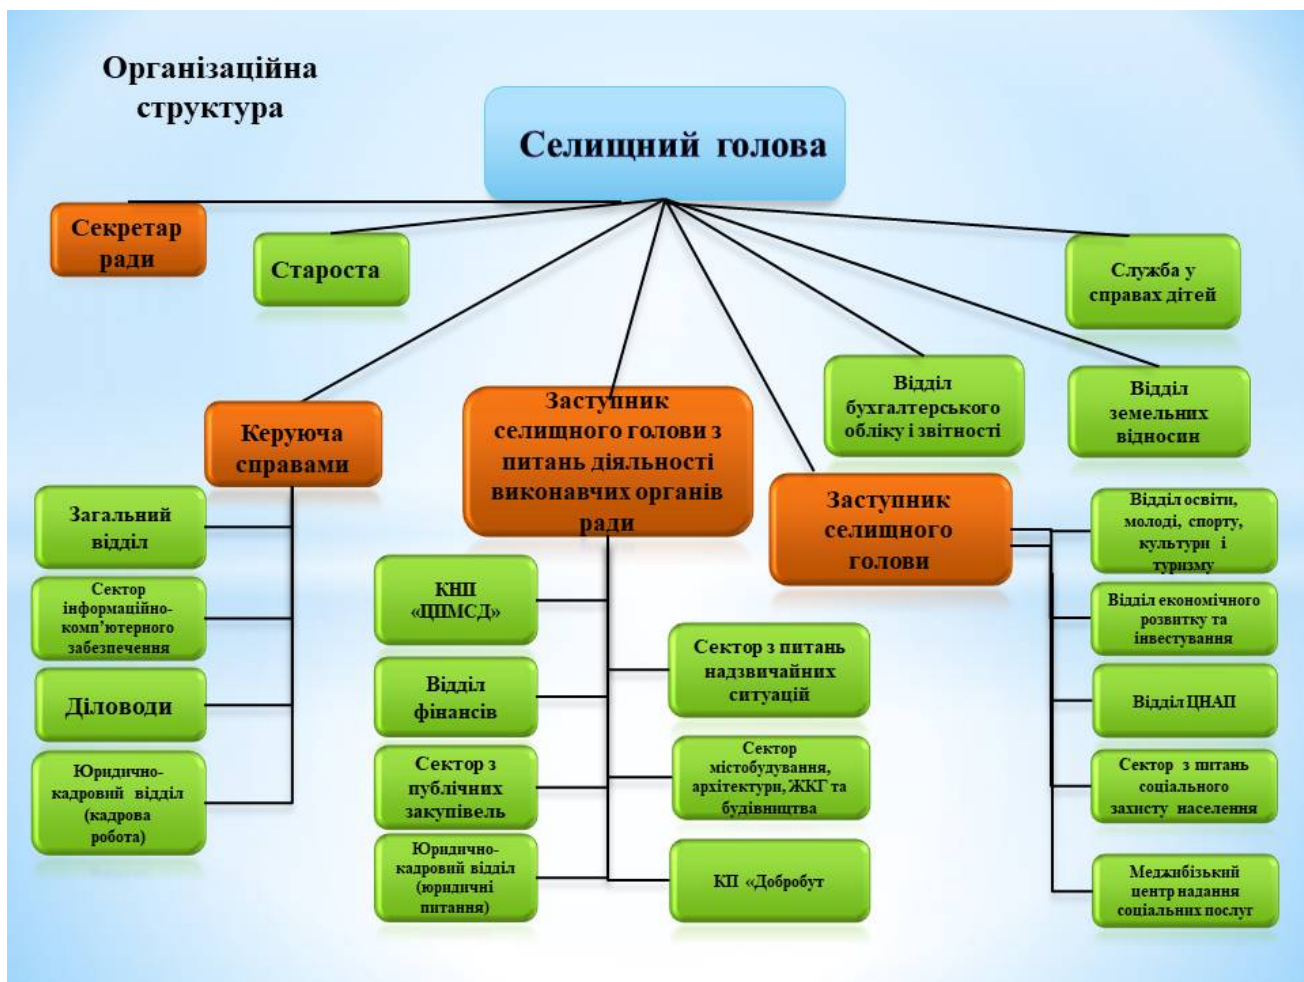 Організаційна
структура
Селищний голова
Секретар
ради
Староста
Служба у
справах дітей
Відділ
бухгалтерського
обліку і звітності
Відділ
земельних
відносин
Керуюча
справами
Заступник
селищного голови з
питань діяльності
виконавчих органів
ради
Заступник
селищного
голови
Загальний
відділ
Сектор
інформаційно-
комп’ютерного
забезпечення
Діловоди
Юридично-
кадровий відділ
(кадрова
робота)
КНП
«ЦПМСД»
Відділ
фінансів
Сектор з
публічних
закупівель
Юридично-
кадровий відділ
(юридичні
питання)
Сектор з питань
надзвичайних
ситуацій
Сектор
містобудування,
архітектури, ЖКГ та
будівництва
КП «Добробут
Відділ освіти,
молоді, спорту,
культури і
туризму
Відділ економічного
розвитку та
інвестування
Відділ ЦНАП
Сектор з питань
соціального
захисту населення
Меджибізький
центр надання
соціальних послуг